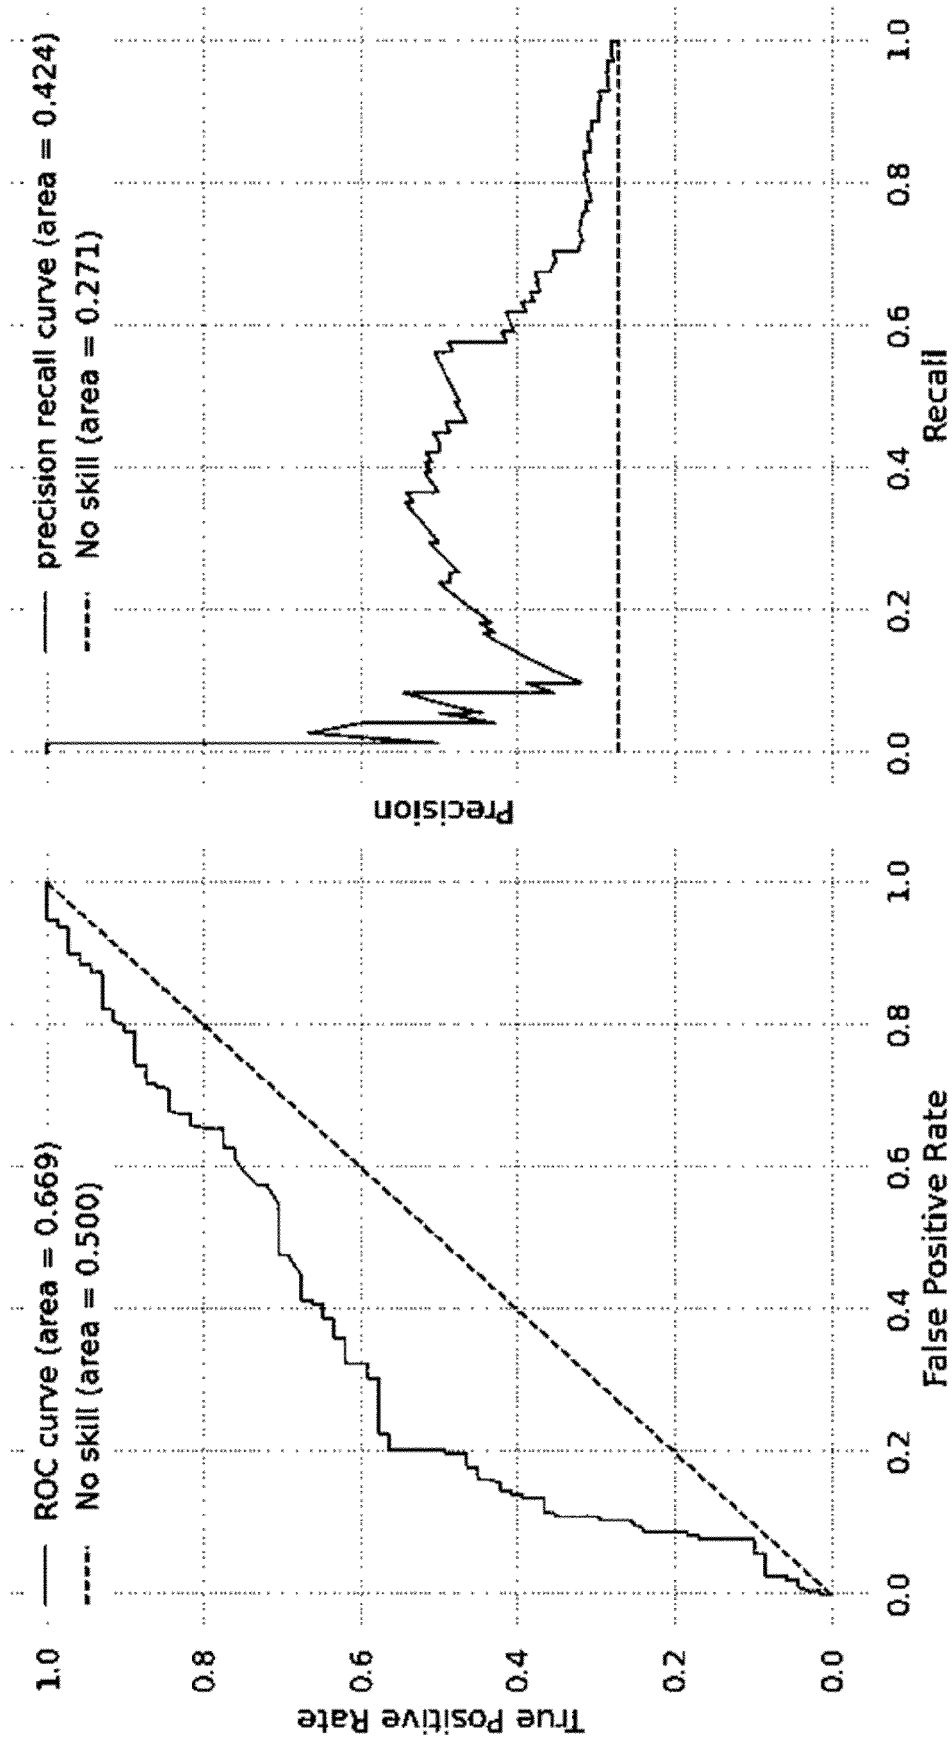 ROC curve (area = 0.669)
No skill (area = 0.500)
True Positive Rate
1.0
0.8
0.6
0.4
0.2
0.0
0.0 0.2 0.4 0.6 0.8 1.0
False Positive Rate
precision recall curve (area = 0.424)
No skill (area = 0.271)
Precision
0.0 0.2 0.4 0.6 0.8 1.0
Recall